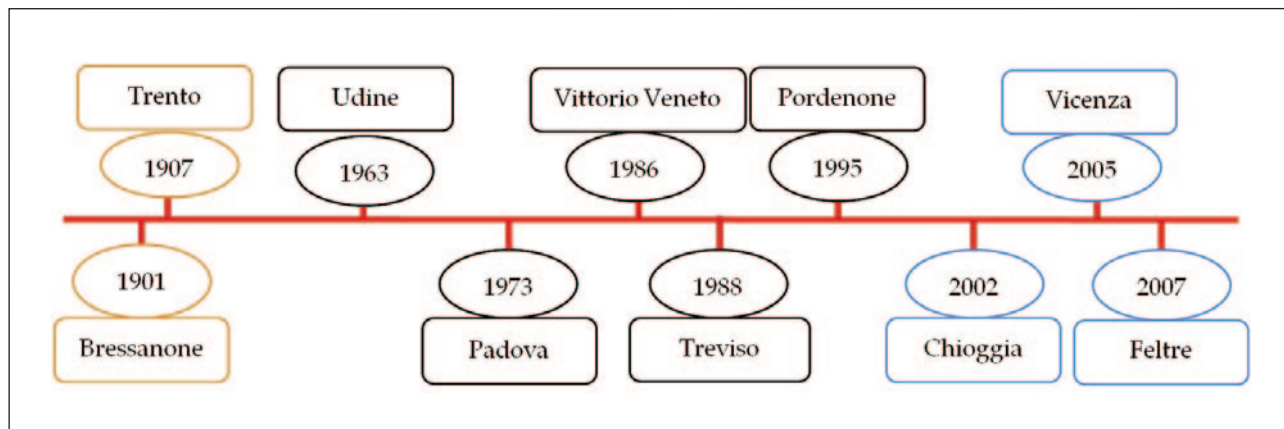 Trento
Udine
Vittorio Veneto
Pordenone
Vicenza
1907
1963
1986
1995
2005
1901
1973
1988
2002
2007
Bressanone
Padova
Treviso
Chioggia
Feltre